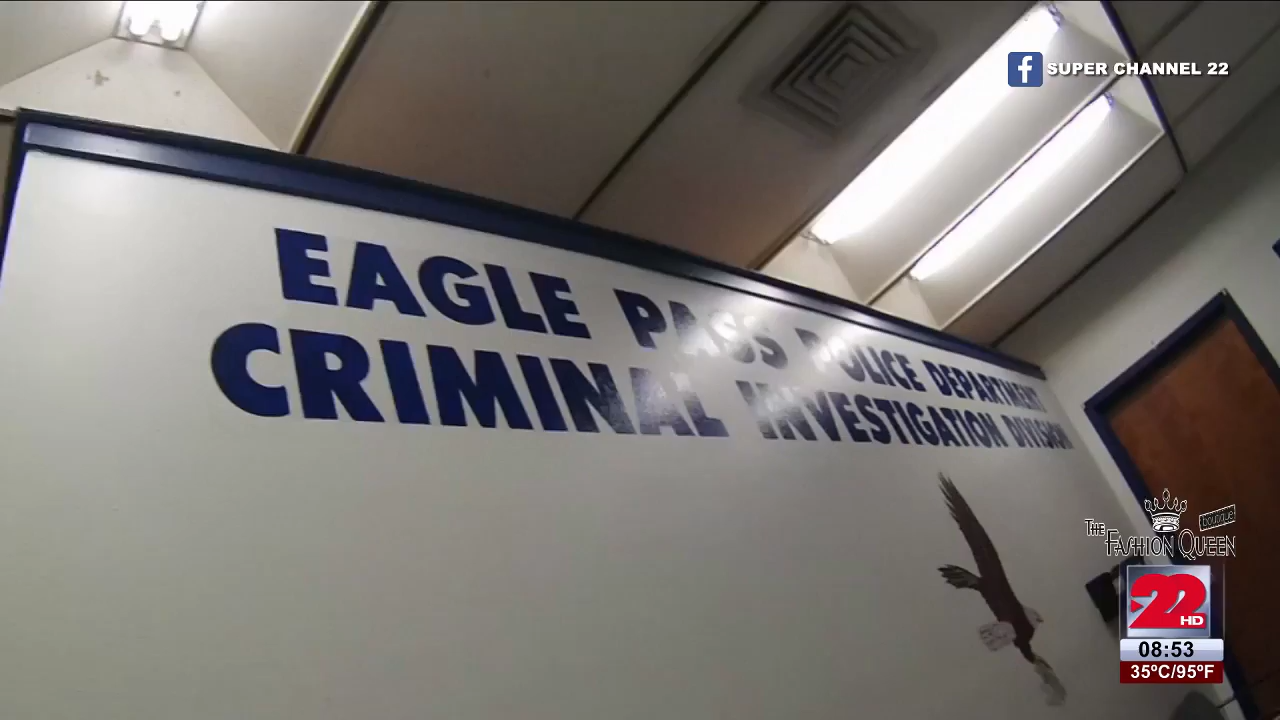 SUPER CHANNEL 22
EAGLE PASS POLICE DEPARTMENT
CRIMINAL INVESTIGATION DIVISION
THE FASHION QUEEN
boutique
22
HD
08:53
35°C/95°F